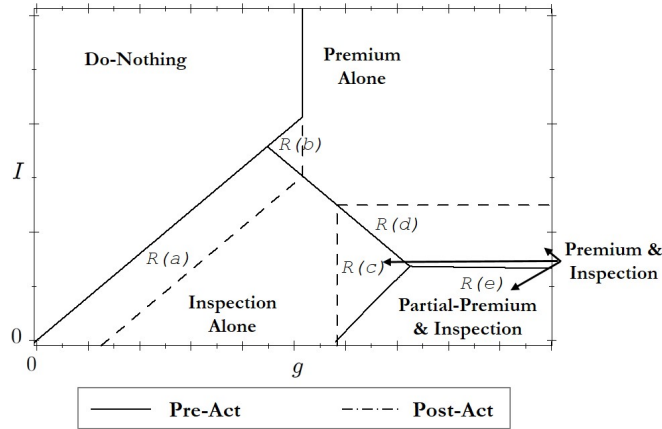 Do-Nothing
Premium
Alone
R(b)
I
R(d)
R(a)
R(c)
Premium &
Inspection
R(e)
Inspection
Alone
Partial-Premium
& Inspection
0
0
g
Pre-Act
Post-Act